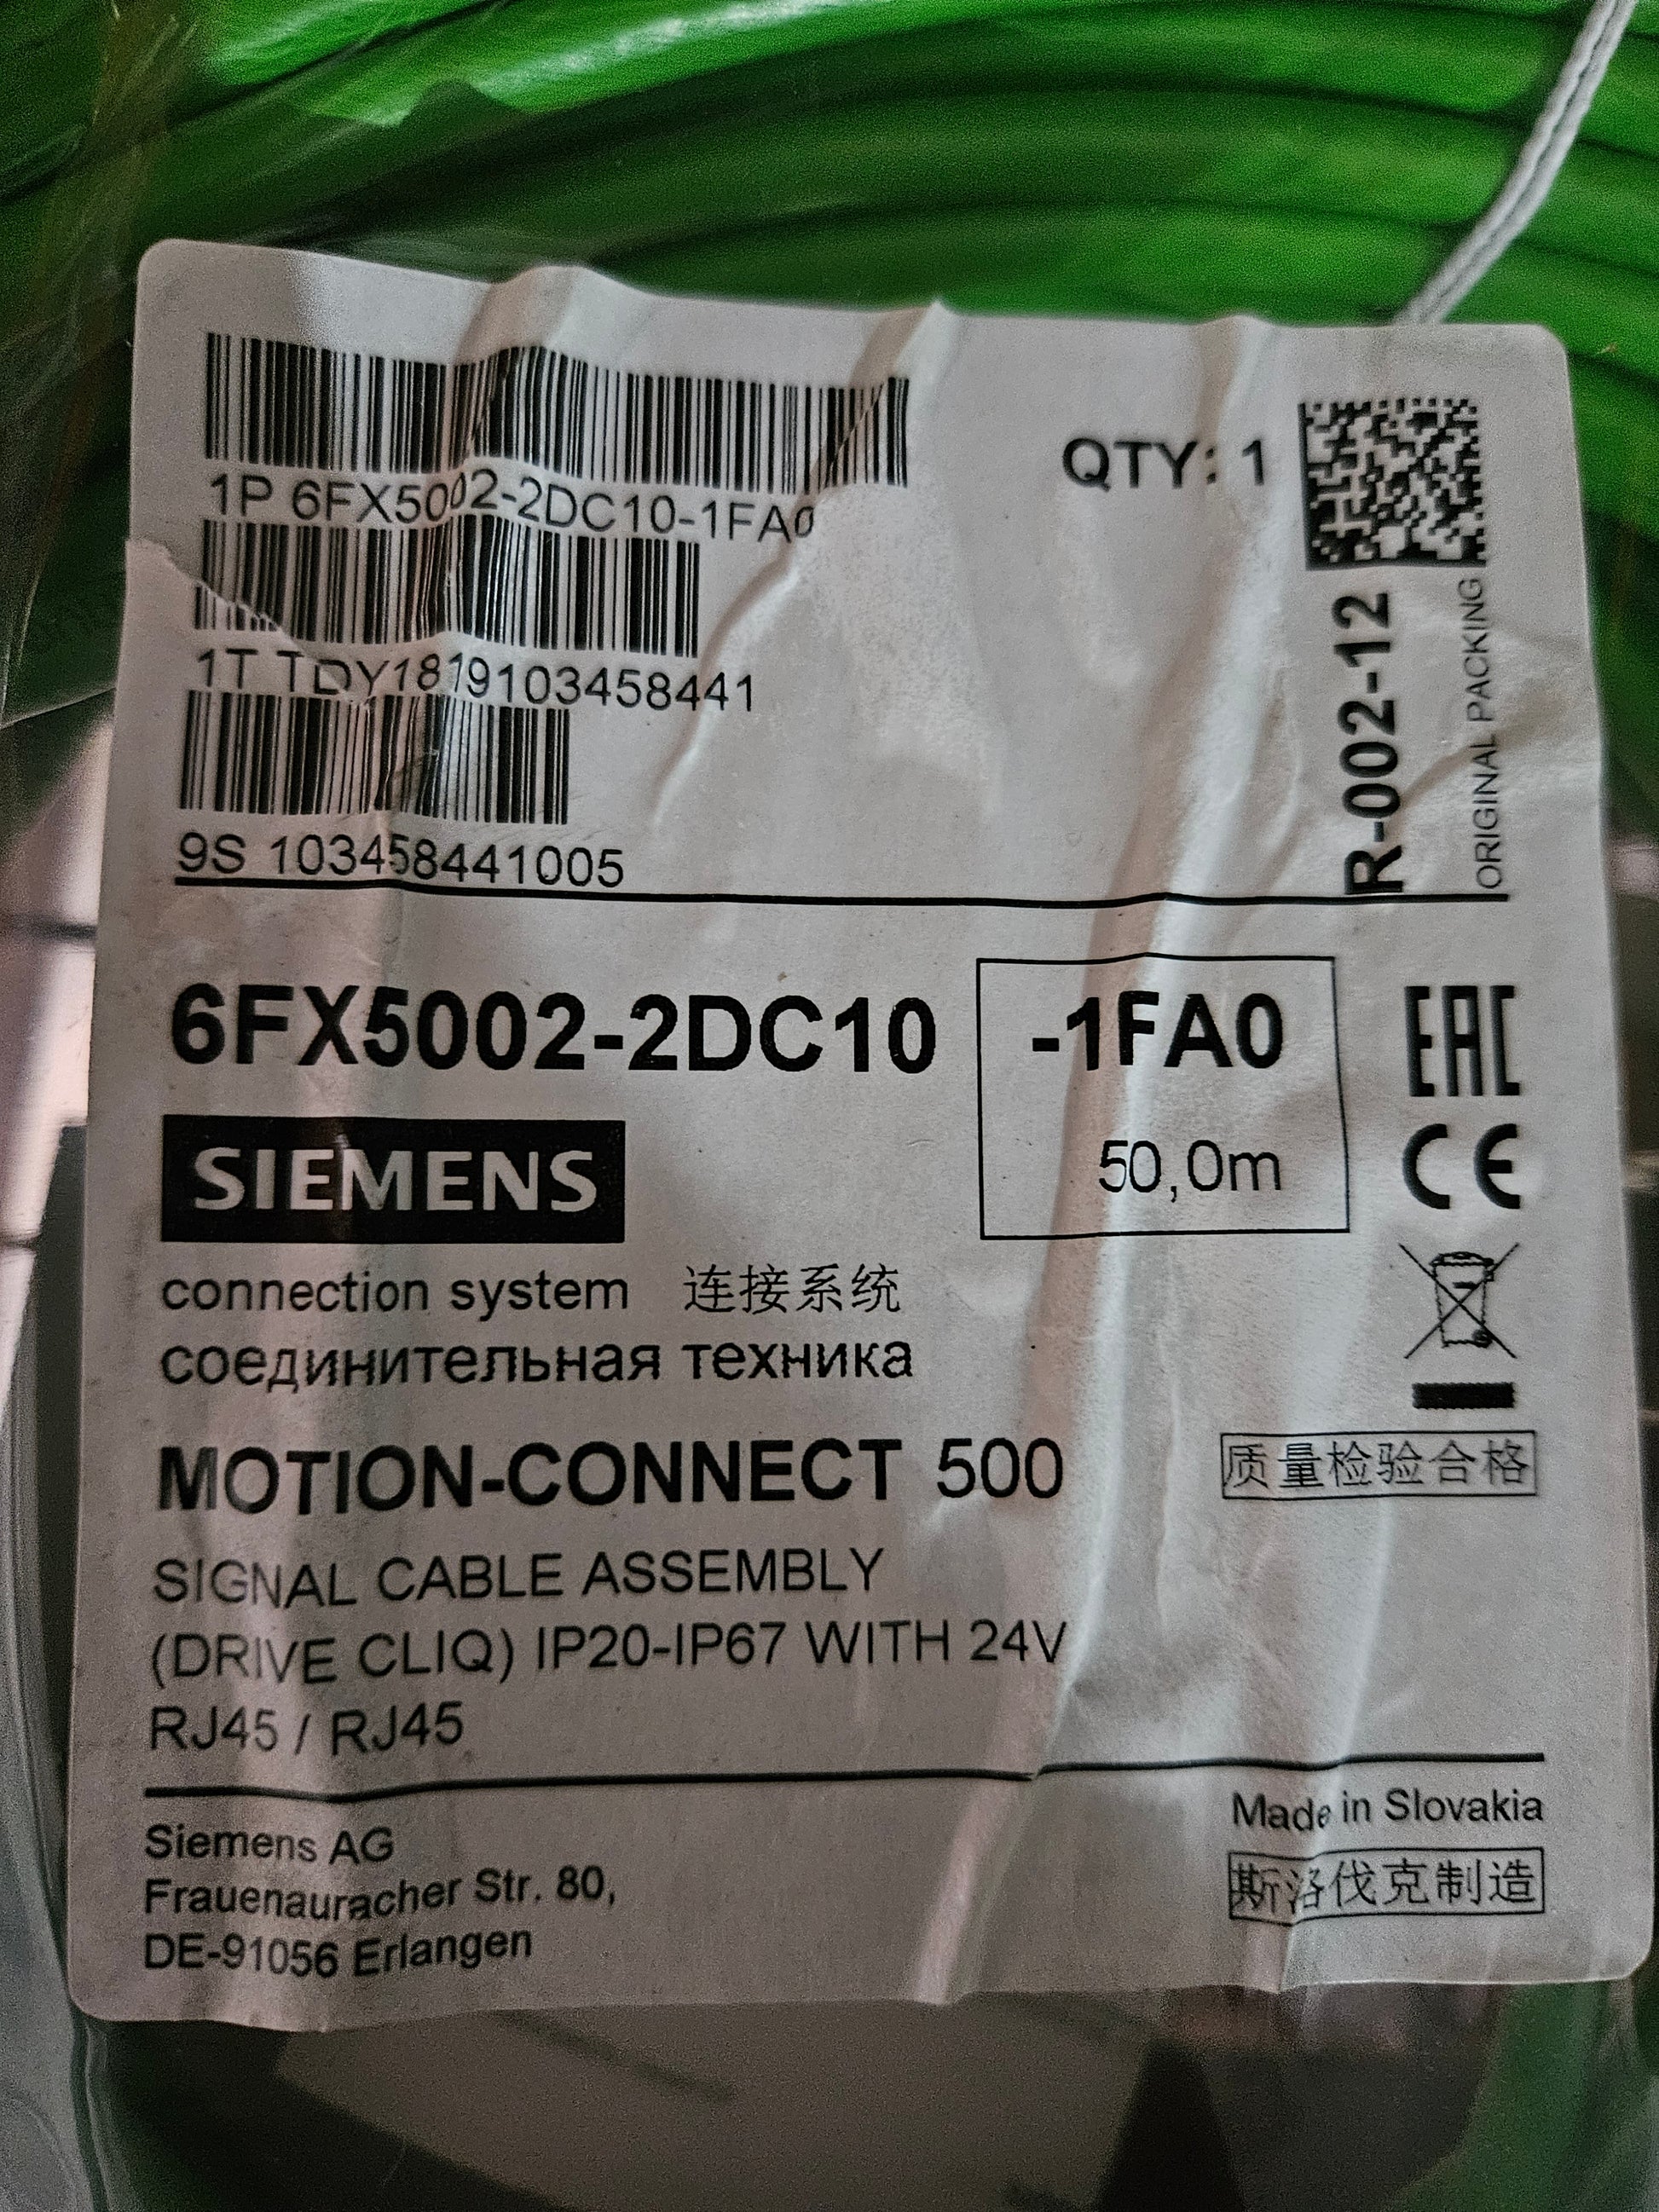 1P 6FX5002-2DC10-1FA0
QTY: 1
1T TDY1819103458441
9S 103458441005
R-002-12
ORIGINAL PACKING
6FX5002-2DC10
-1FA0
50,0m
EAC
CE
SIEMENS
connection system 连接系统
соединительная техника
MOTION-CONNECT 500
质量检验合格
SIGNAL CABLE ASSEMBLY
(DRIVE CLIQ) IP20-IP67 WITH 24V
RJ45 / RJ45
Siemens AG
Frauenauracher Str. 80,
DE-91056 Erlangen
Made in Slovakia
斯洛伐克制造